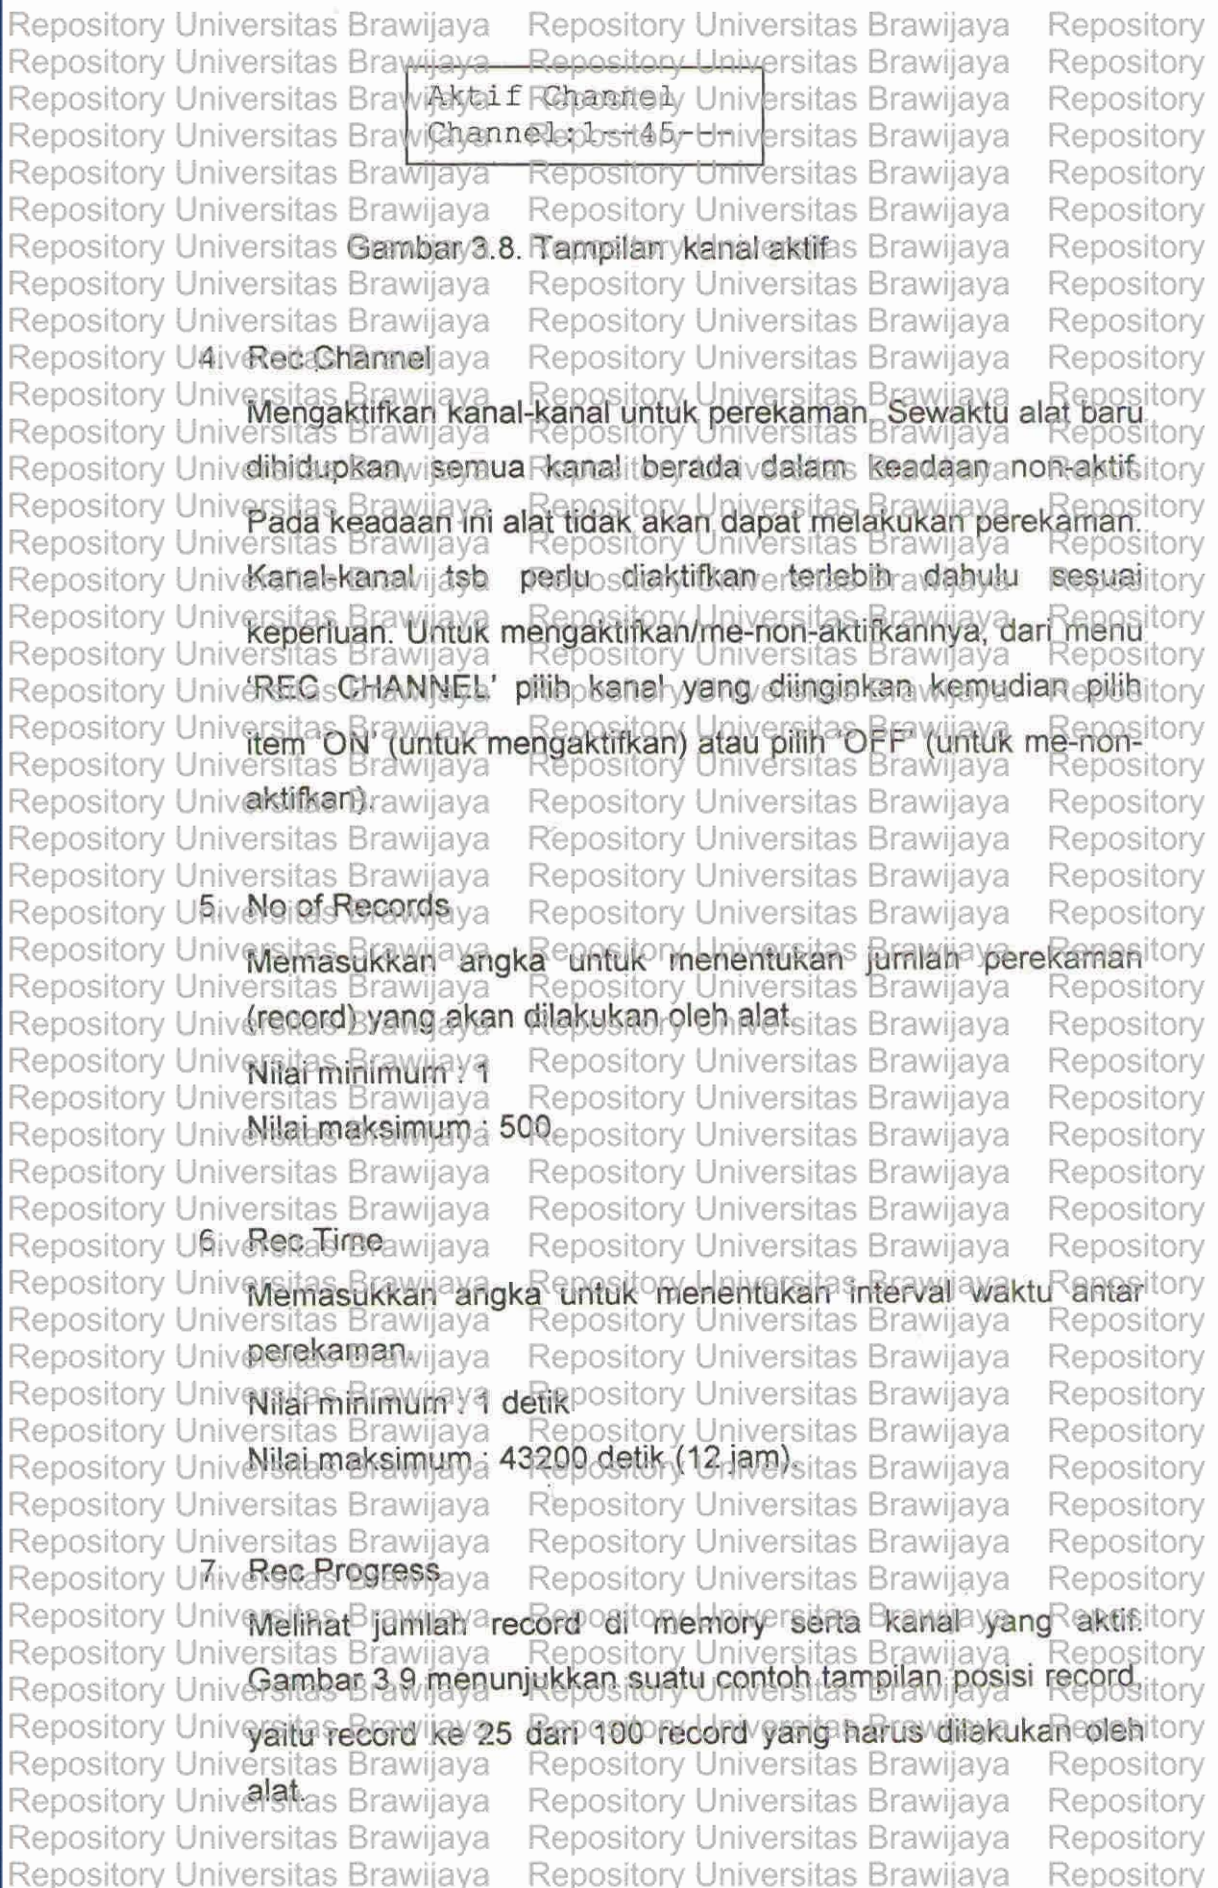 Aktif Channel
Channel:1--45---
Gambar 3.8. Tampilan kanal aktif
4. Rec Channel
Mengaktifkan kanal-kanal untuk perekaman. Sewaktu alat baru
dihidupkan, semua kanal berada dalam keadaan non-aktif.
Pada keadaan ini alat tidak akan dapat melakukan perekaman.
Kanal-kanal tsb perlu diaktifkan terlebih dahulu sesuai
keperluan. Untuk mengaktifkan/me-non-aktifkannya, dari menu
'REC CHANNEL' pilih kanal yang diinginkan kemudian pilih
item 'ON' (untuk mengaktifkan) atau pilih 'OFF' (untuk me-non-
aktifkan).
5. No of Records
Memasukkan angka untuk menentukan jumlah perekaman
(record) yang akan dilakukan oleh alat.
Nilai minimum : 1
Nilai maksimum : 500
6. Rec Time
Memasukkan angka untuk menentukan interval waktu antar
perekaman.
Nilai minimum : 1 detik
Nilai maksimum : 43200 detik (12 jam).
7. Rec Progress
Melihat jumlah record di memory serta kanal yang aktif.
Gambar 3.9 menunjukkan suatu contoh tampilan posisi record,
yaitu record ke 25 dari 100 record yang harus dilakukan oleh
alat.